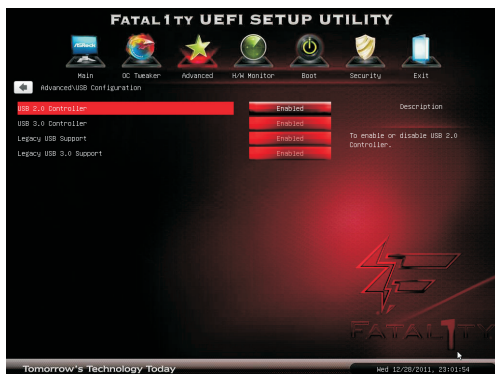 FATAL1TY UEFI SETUP UTILITY
ASRock
Main OC Tweaker Advanced H/W Monitor Boot Security Exit
Advanced\USB Configuration
USB 2.0 Controller Enabled
Description
USB 3.0 Controller Enabled
Legacy USB Support Enabled
Legacy USB 3.0 Support Enabled
To enable or disable USB 2.0
Controller.
FATAL1TY
Tomorrow's Technology Today
Wed 12/28/2011, 23:01:54